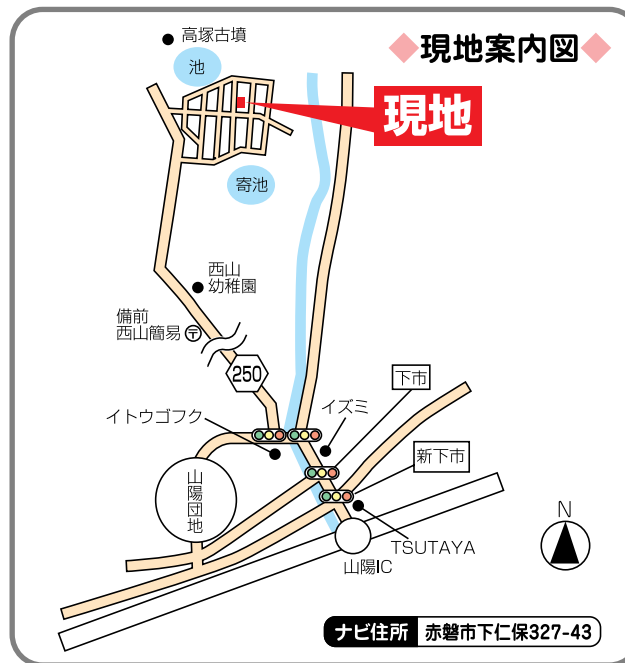 高塚古墳
◆現地案内図◆
池
現地
寄池
西山
幼稚園
備前
西山簡易〒
250
下市
イズミ
イトウゴフク
新下市
山陽団地
TSUTAYA
山陽IC
N
ナビ住所 赤磐市下仁保327-43